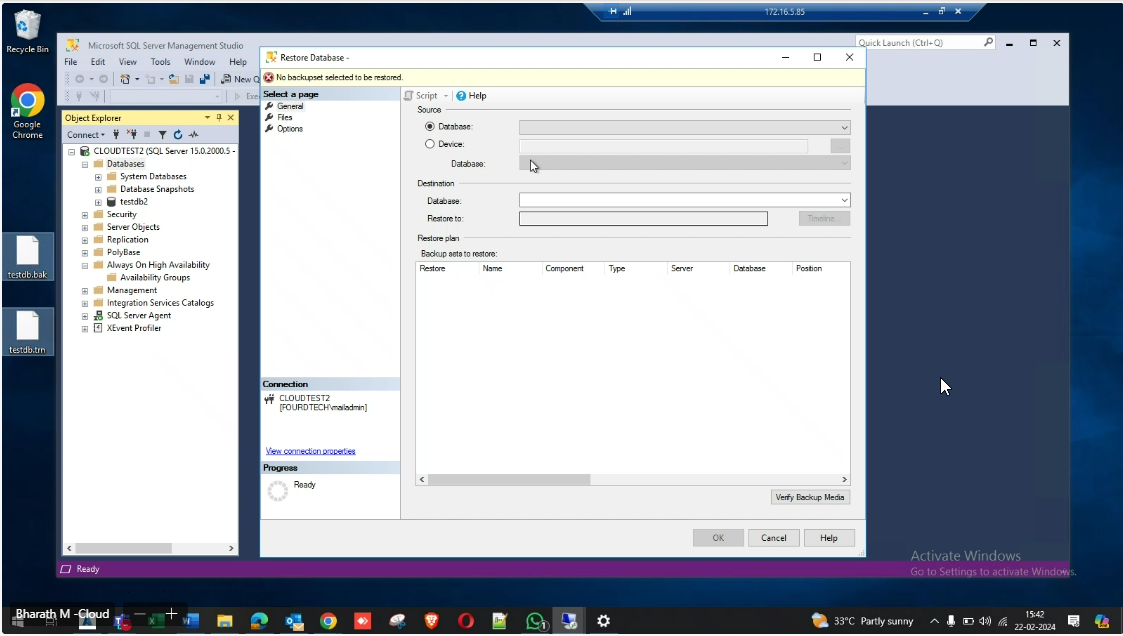 172.16.5.85
Recycle Bin
Google
Chrome
testdb.bak
testdb.trn
Microsoft SQL Server Management Studio
Quick Launch (Ctrl+Q)
File Edit View Tools Window Help
New Q
Exe
Object Explorer
Connect
CLOUDTEST2 (SQL Server 15.0.2000.5 -
Databases
System Databases
Database Snapshots
testdb2
Security
Server Objects
Replication
PolyBase
Always On High Availability
Availability Groups
Management
Integration Services Catalogs
SQL Server Agent
XEvent Profiler
Restore Database -
No backupset selected to be restored.
Select a page
General
Files
Options
Connection
CLOUDTEST2
[FOURDTECH\mailadmin]
View connection properties
Progress
Ready
Script Help
Source
Database:
Device:
...
Database:
Destination
Database:
Restore to:
Timeline...
Restore plan
Backup sets to restore:
Restore Name Component Type Server Database Position
Verify Backup Media
OK Cancel Help
Ready
Activate Windows
Go to Settings to activate Windows.
Bharath M -Cloud
1
33°C Partly sunny
15:42
22-02-2024